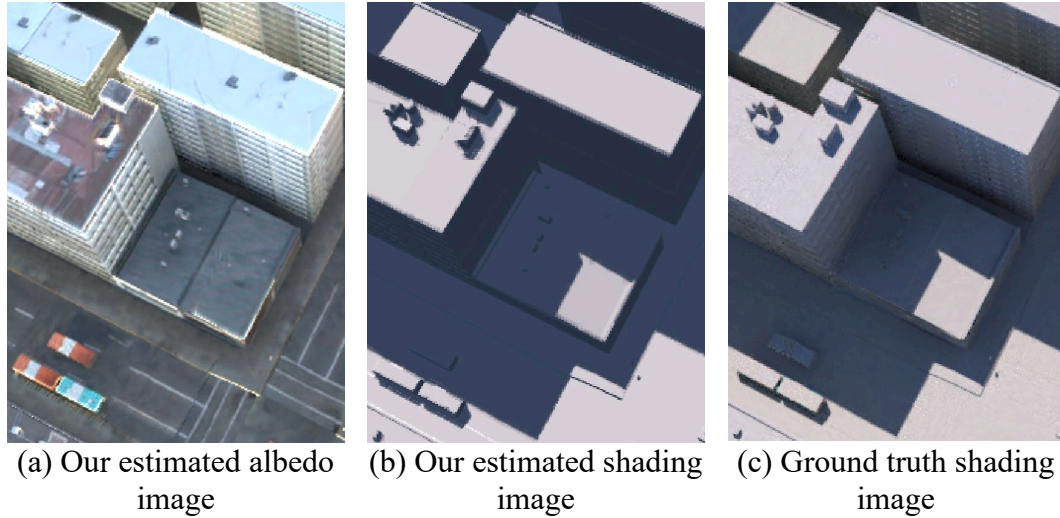 (a) Our estimated albedo
image
(b) Our estimated shading
image
(c) Ground truth shading
image